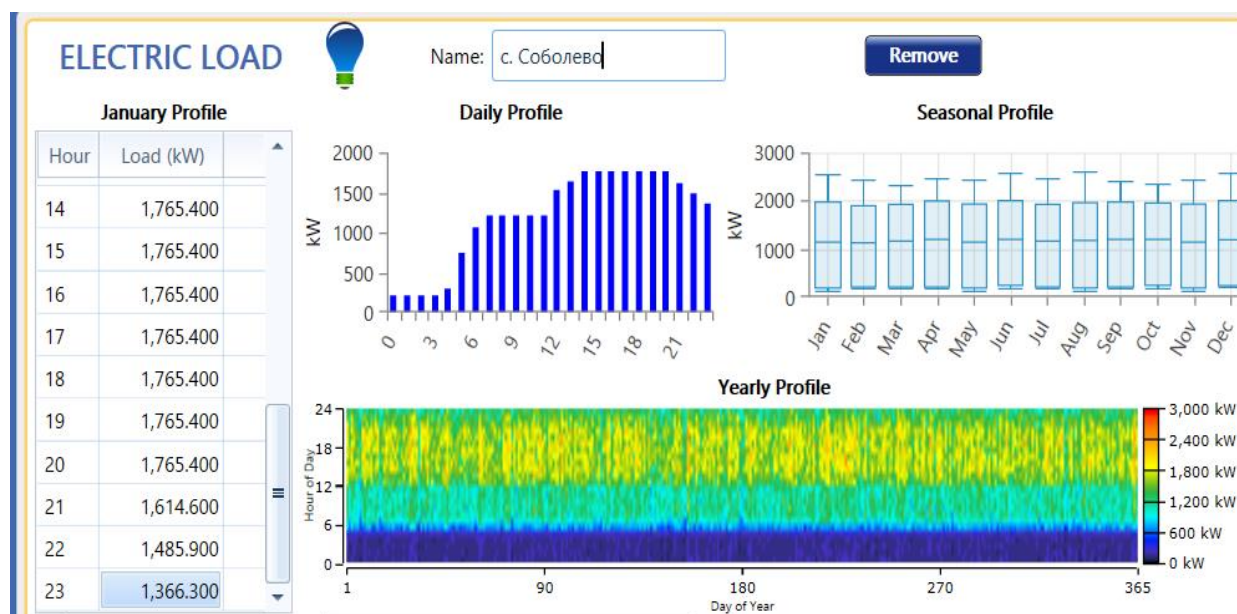 ELECTRIC LOAD
Name: с. Соболево
Remove
January Profile
Hour Load (kW)
14 1,765.400
15 1,765.400
16 1,765.400
17 1,765.400
18 1,765.400
19 1,765.400
20 1,765.400
21 1,614.600
22 1,485.900
23 1,366.300
Daily Profile
kW
2000
1500
1000
500
0
0 3 6 9 12 15 18 21
Seasonal Profile
kW
3000
2000
1000
0
Jan Feb Mar Apr May Jun Jul Aug Sep Oct Nov Dec
Yearly Profile
Hour of Day
24
18
12
6
0
1 90 180 270 365
Day of Year
3,000 kW
2,400 kW
1,800 kW
1,200 kW
600 kW
0 kW